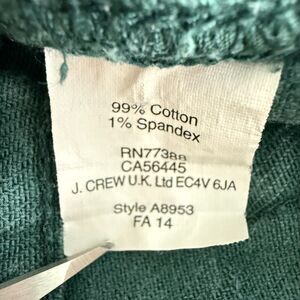 99% Cotton
1% Spandex
RN77388
CA56445
J. CREW U.K. Ltd EC4V 6JA
Style A8953
FA 14